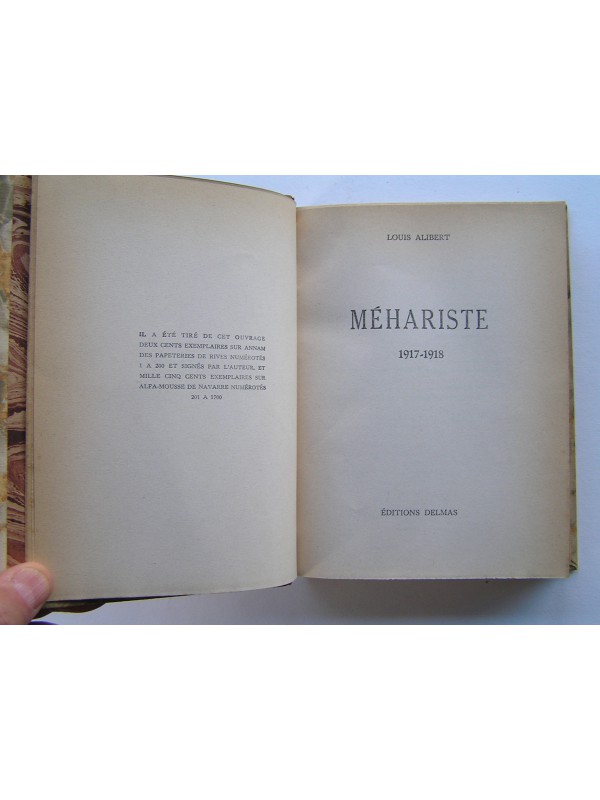 IL A ÉTÉ TIRÉ DE CET OUVRAGE
DEUX CENTS EXEMPLAIRES SUR ANNAM
DES PAPETERIES DE RIVES NUMÉROTÉS
1 A 200 ET SIGNÉS PAR L'AUTEUR, ET
MILLE CINQ CENTS EXEMPLAIRES SUR
ALFA-MOUSSE DE NAVARRE NUMÉROTÉS
201 A 1700
LOUIS ALIBERT
MÉHARISTE
1917-1918
ÉDITIONS DELMAS